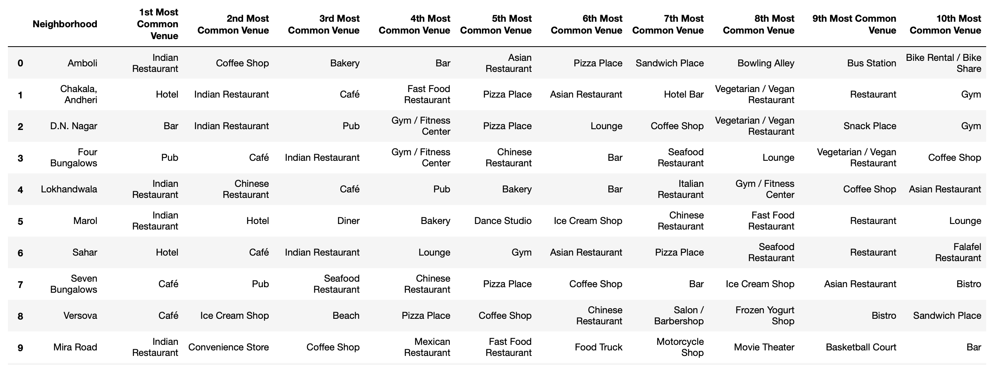 Neighborhood 1st Most Common Venue 2nd Most Common Venue 3rd Most Common Venue 4th Most Common Venue 5th Most Common Venue 6th Most Common Venue 7th Most Common Venue 8th Most Common Venue 9th Most Common Venue 10th Most Common Venue
0 Amboli Indian Restaurant Coffee Shop Bakery Bar Asian Restaurant Pizza Place Sandwich Place Bowling Alley Bus Station Bike Rental / Bike Share
1 Chakala, Andheri Hotel Indian Restaurant Café Fast Food Restaurant Pizza Place Asian Restaurant Hotel Bar Vegetarian / Vegan Restaurant Restaurant Gym
2 D.N. Nagar Bar Indian Restaurant Pub Gym / Fitness Center Pizza Place Lounge Coffee Shop Vegetarian / Vegan Restaurant Snack Place Gym
3 Four Bungalows Pub Café Indian Restaurant Gym / Fitness Center Chinese Restaurant Bar Seafood Restaurant Lounge Vegetarian / Vegan Restaurant Coffee Shop
4 Lokhandwala Indian Restaurant Chinese Restaurant Café Pub Bakery Bar Italian Restaurant Gym / Fitness Center Coffee Shop Asian Restaurant
5 Marol Indian Restaurant Hotel Diner Bakery Dance Studio Ice Cream Shop Chinese Restaurant Fast Food Restaurant Restaurant Lounge
6 Sahar Hotel Café Indian Restaurant Lounge Gym Asian Restaurant Pizza Place Seafood Restaurant Restaurant Falafel Restaurant
7 Seven Bungalows Café Pub Seafood Restaurant Chinese Restaurant Pizza Place Coffee Shop Bar Ice Cream Shop Asian Restaurant Bistro
8 Versova Café Ice Cream Shop Beach Pizza Place Coffee Shop Chinese Restaurant Salon / Barbershop Frozen Yogurt Shop Bistro Sandwich Place
9 Mira Road Indian Restaurant Convenience Store Coffee Shop Mexican Restaurant Fast Food Restaurant Food Truck Motorcycle Shop Movie Theater Basketball Court Bar